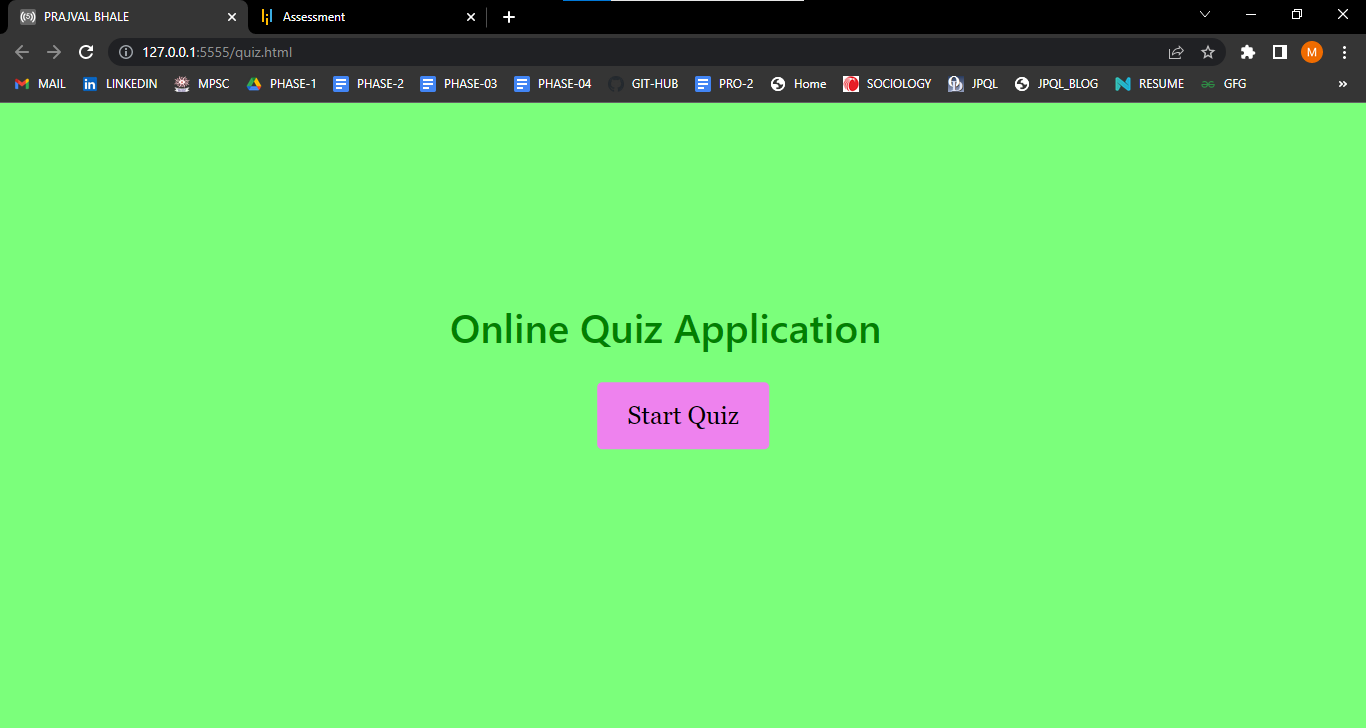 PRAJVAL BHALE
Assessment
127.0.0.1:5555/quiz.html
M
MAIL LINKEDIN MPSC PHASE-1 PHASE-2 PHASE-03 PHASE-04 GIT-HUB PRO-2 Home SOCIOLOGY JPQL JPQL_BLOG RESUME GFG
Online Quiz Application
Start Quiz